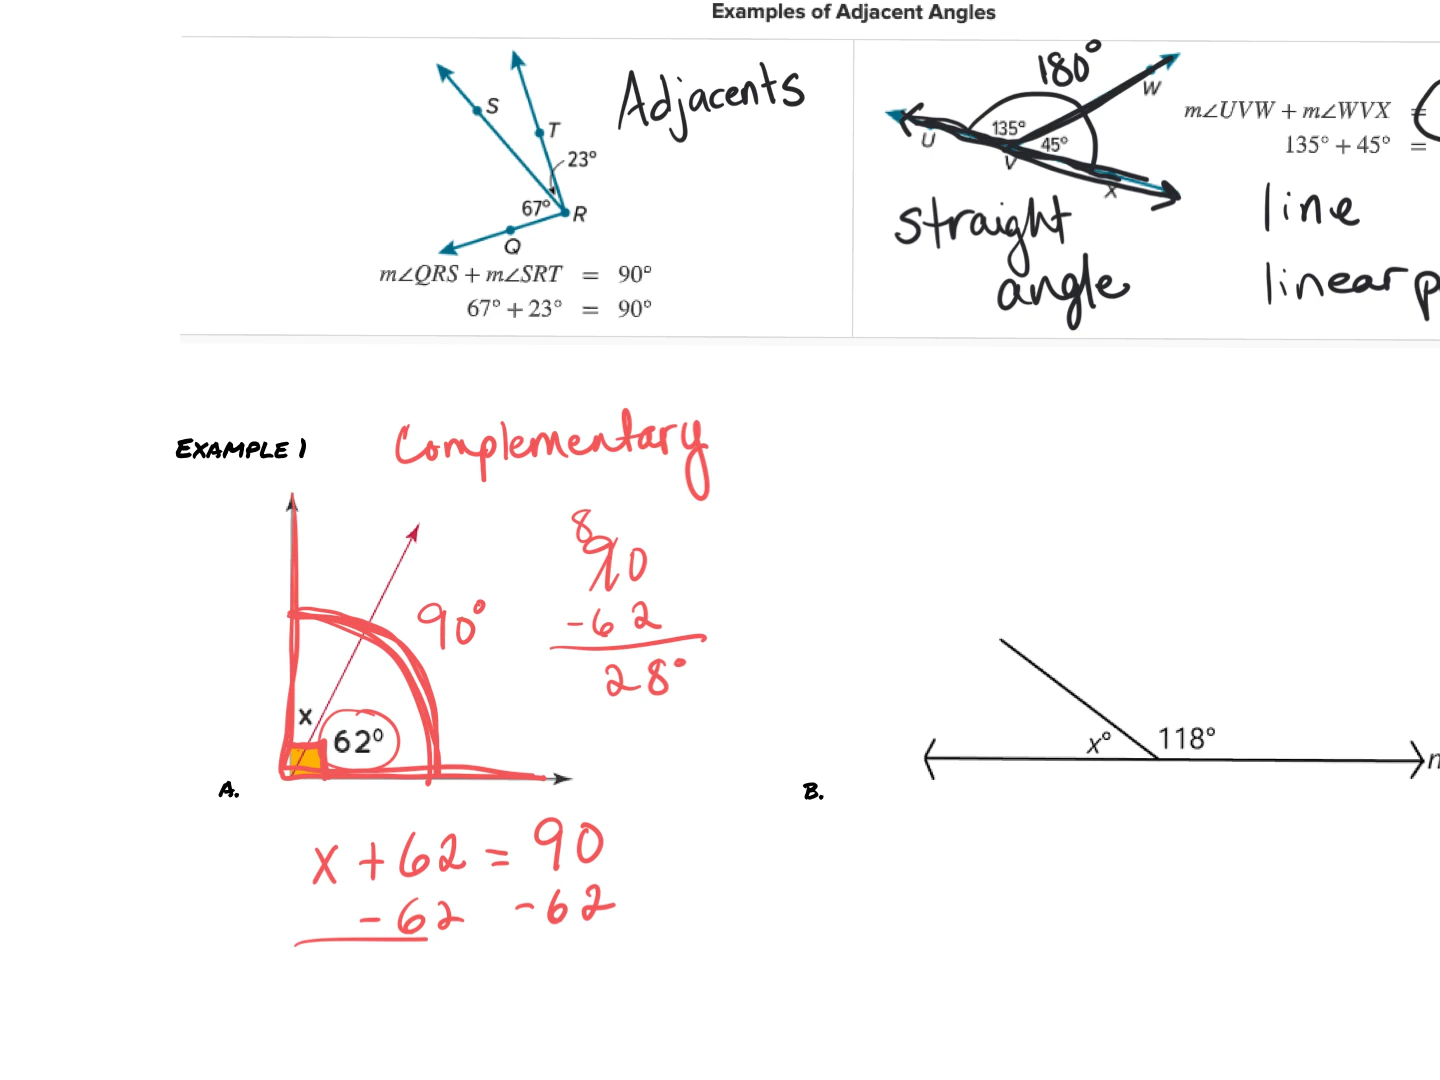 Examples of Adjacent Angles
S
T
23°
67°
R
Q
Adjacents
m∠QRS + m∠SRT = 90°
67° + 23° = 90°
180°
W
135°
45°
U
V
X
m∠UVW + m∠WVX =
135° + 45° =
straight
angle
line
linear p
EXAMPLE 1
Complementary
8
90
-62
28°
90°
x
62°
A.
x + 62 = 90
-62 -62
x°
118°
B.